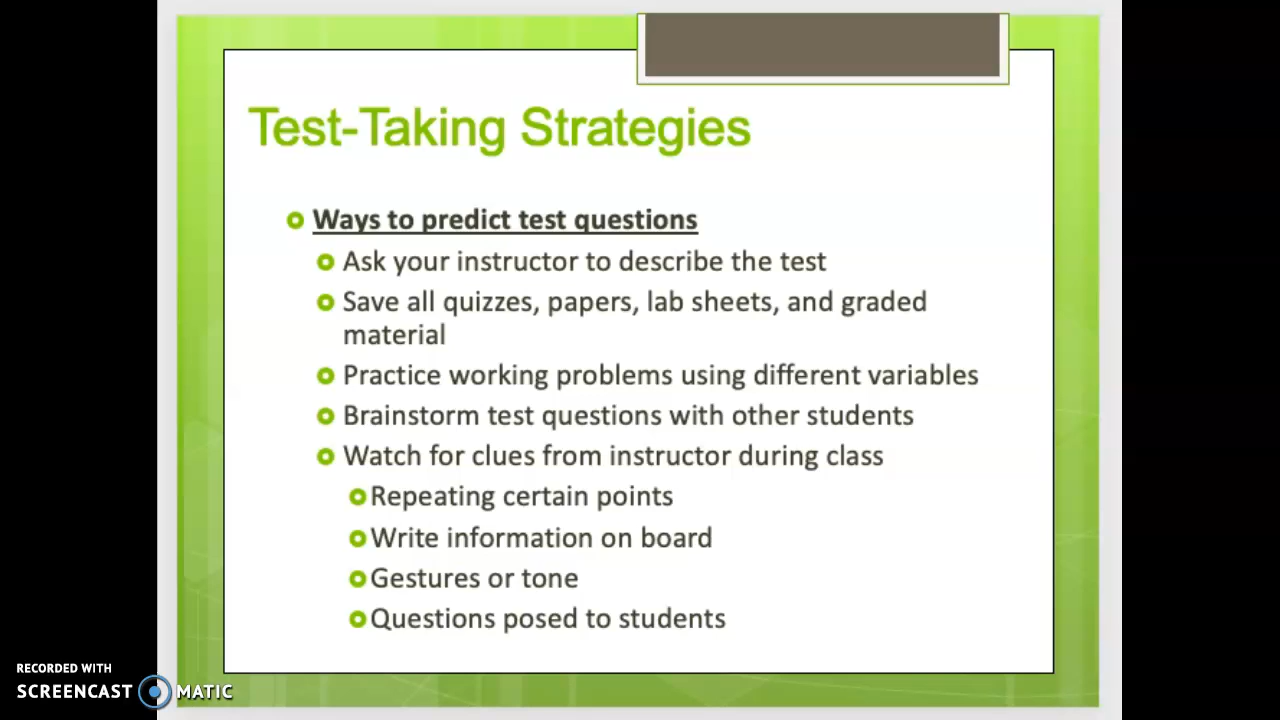 Test-Taking Strategies
Ways to predict test questions
Ask your instructor to describe the test
Save all quizzes, papers, lab sheets, and graded
material
Practice working problems using different variables
Brainstorm test questions with other students
Watch for clues from instructor during class
Repeating certain points
Write information on board
Gestures or tone
Questions posed to students
RECORDED WITH
SCREENCAST MATIC